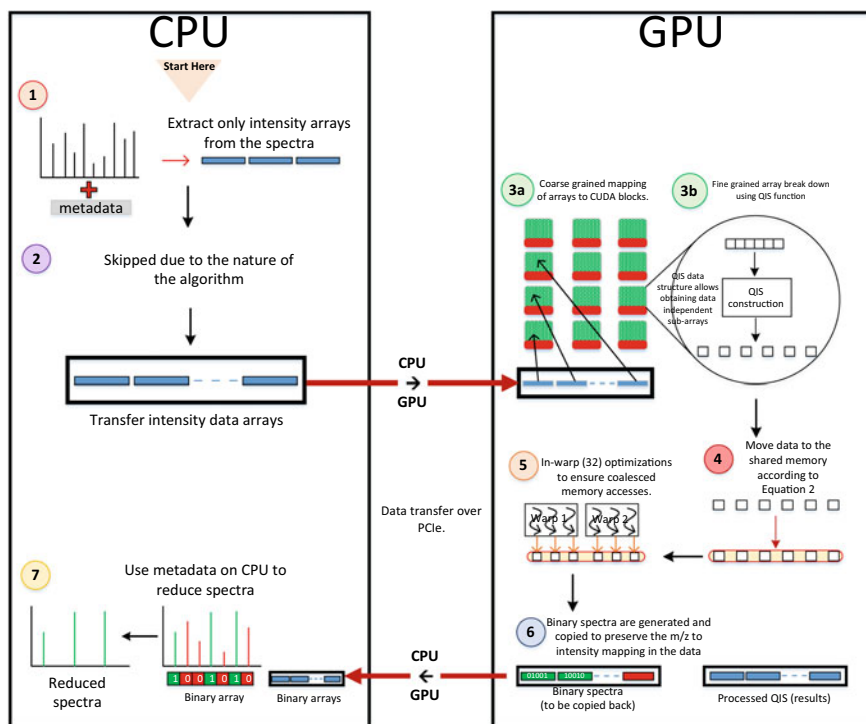 CPU
GPU
Start Here
1
Extract only intensity arrays
from the spectra
metadata
2
Skipped due to the nature of
the algorithm
Transfer intensity data arrays
CPU
→
GPU
3a
Coarse grained mapping
of arrays to CUDA blocks.
3b
Fine grained array break down
using QIS function
QIS data
structure allows
obtaining data
independent
sub-arrays
QIS
construction
4
Move data to the
shared memory
according to
Equation 2
5
In-warp (32) optimizations
to ensure coalesced
memory accesses.
Warp 1
Warp 2
Data transfer over
PCIe.
6
Binary spectra are generated and
copied to preserve the m/z to
intensity mapping in the data
01001
10010
Binary spectra
(to be copied back)
Processed QIS (results)
CPU
←
GPU
7
Use metadata on CPU to
reduce spectra
Reduced
spectra
1 0 0 1 0 1 0
Binary array
Binary arrays